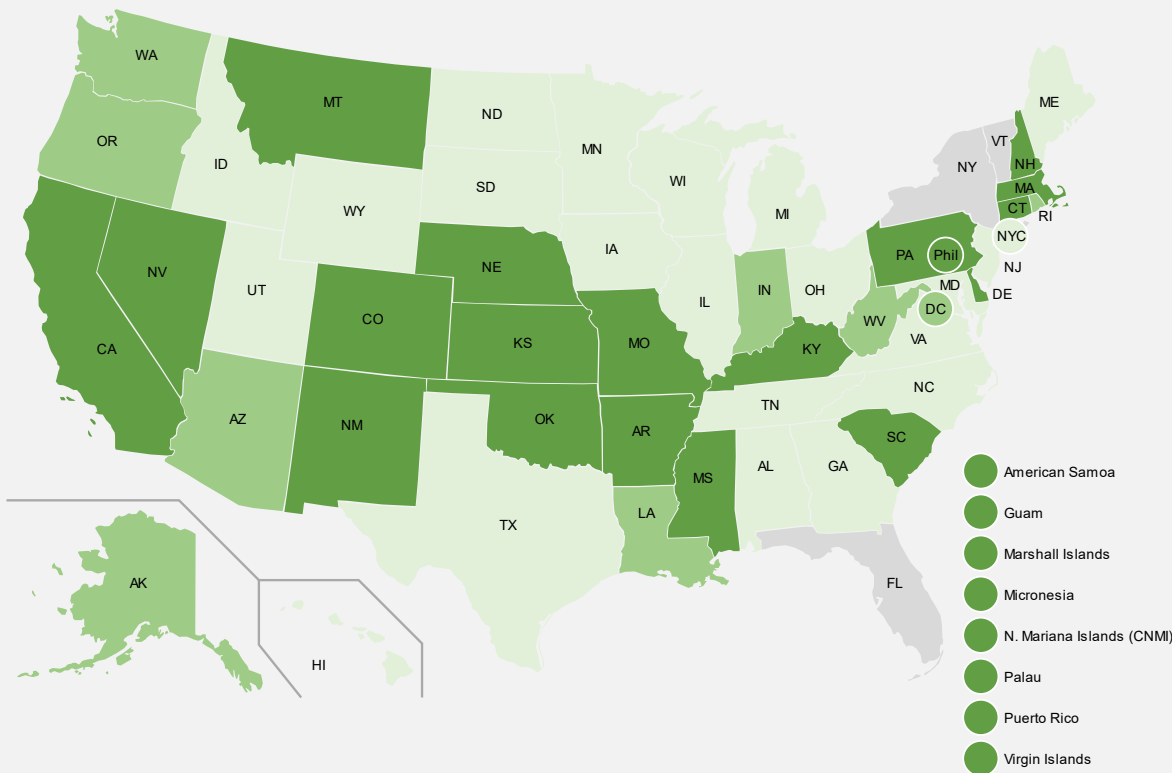 WA
MT
ND
ME
OR
ID
MN
VT
NY
NH
SD
WI
MA
WY
MI
CT
RI
NYC
IA
NE
PA
Phil
NJ
NV
UT
IL
IN
OH
MD
DE
CO
WV
DC
VA
CA
KS
MO
KY
NC
TN
AZ
NM
OK
AR
SC
MS
AL
GA
American Samoa
LA
Guam
TX
Marshall Islands
AK
FL
Micronesia
N. Mariana Islands (CNMI)
HI
Palau
Puerto Rico
Virgin Islands